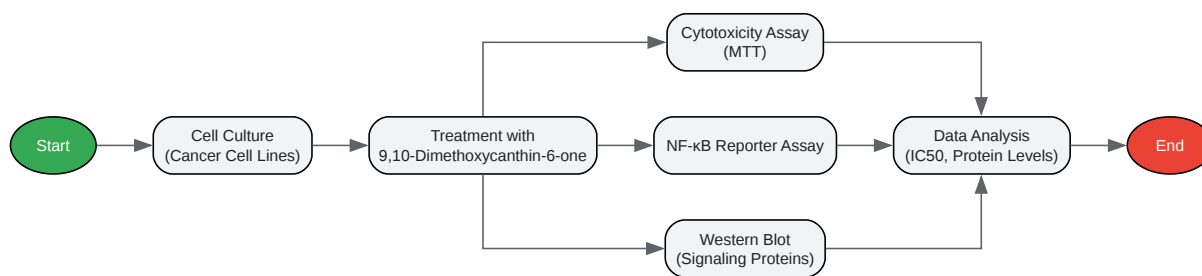 Start
Cell Culture
(Cancer Cell Lines)
Treatment with
9,10-Dimethoxycanthin-6-one
Cytotoxicity Assay
(MTT)
NF-κB Reporter Assay
Western Blot
(Signaling Proteins)
Data Analysis
(IC50, Protein Levels)
End